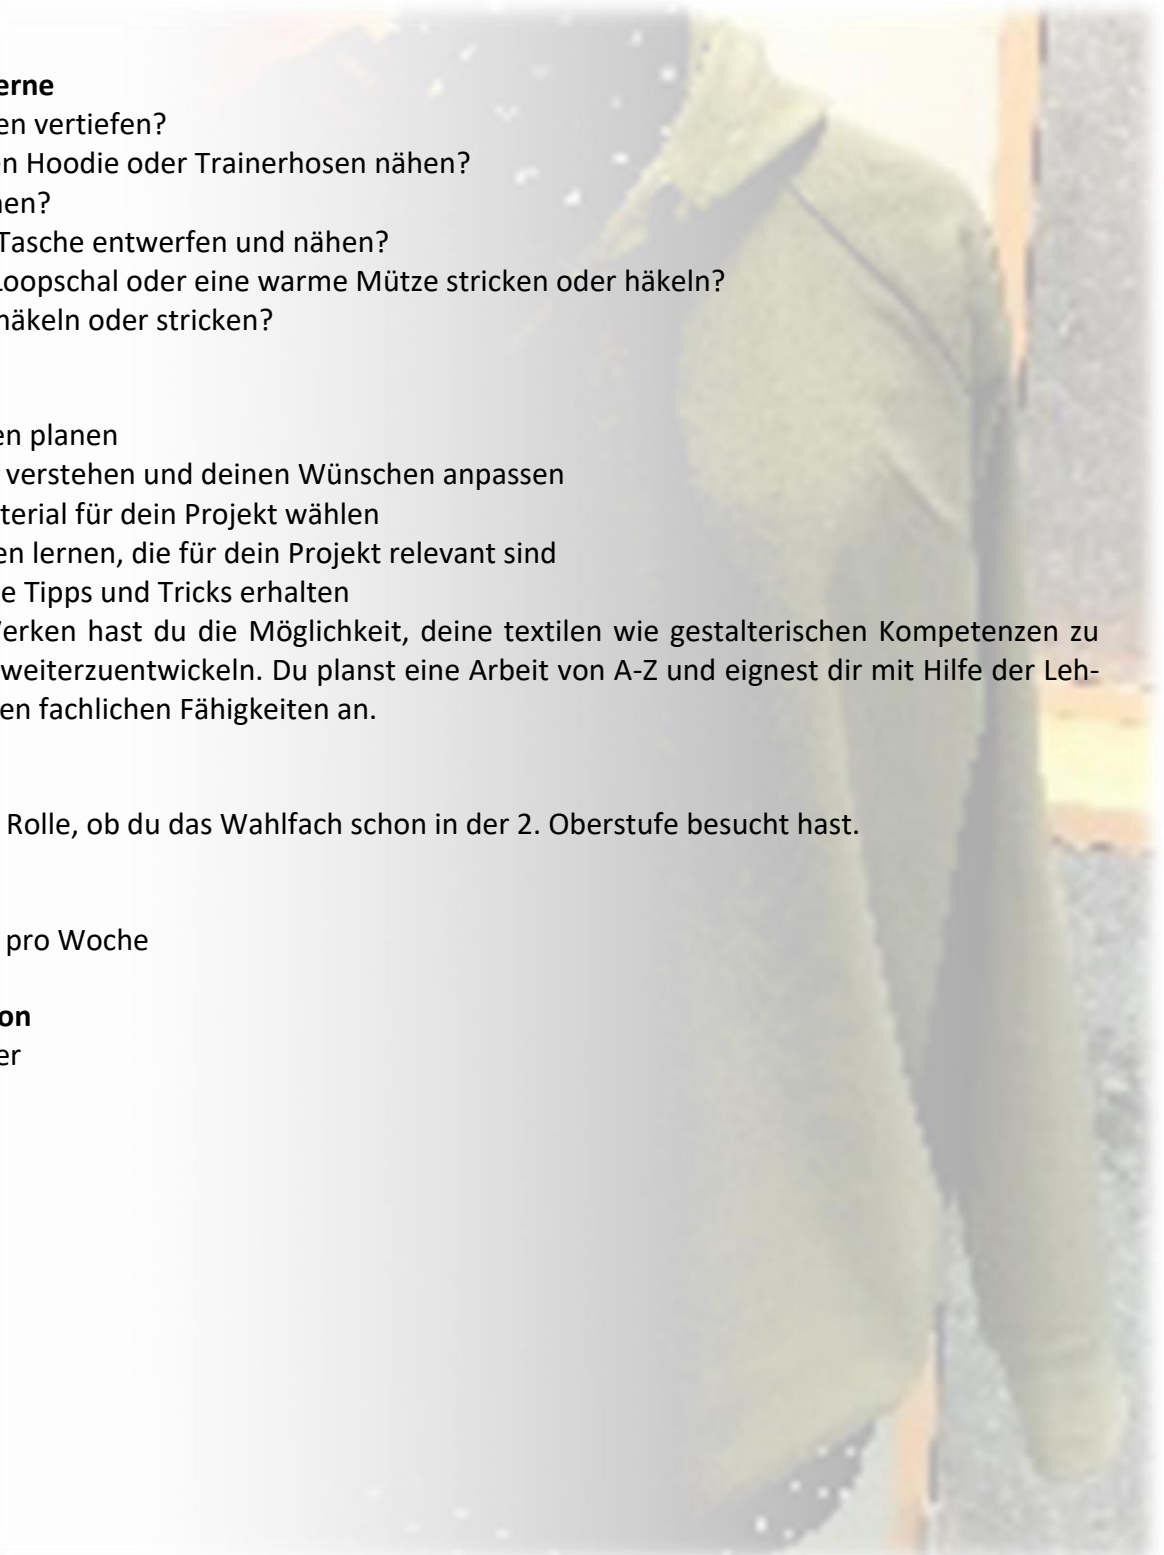 erne
en vertiefen?
n Hoodie oder Trainerhosen nähen?
nen?
Tasche entwerfen und nähen?
Loopschal oder eine warme Mütze stricken oder häkeln?
häkeln oder stricken?
en planen
verstehen und deinen Wünschen anpassen
terial für dein Projekt wählen
en lernen, die für dein Projekt relevant sind
e Tipps und Tricks erhalten
Werken hast du die Möglichkeit, deine textilen wie gestalterischen Kompetenzen zu
weiterzuentwickeln. Du planst eine Arbeit von A-Z und eignest dir mit Hilfe der Leh-
en fachlichen Fähigkeiten an.
Rolle, ob du das Wahlfach schon in der 2. Oberstufe besucht hast.
pro Woche
on
er